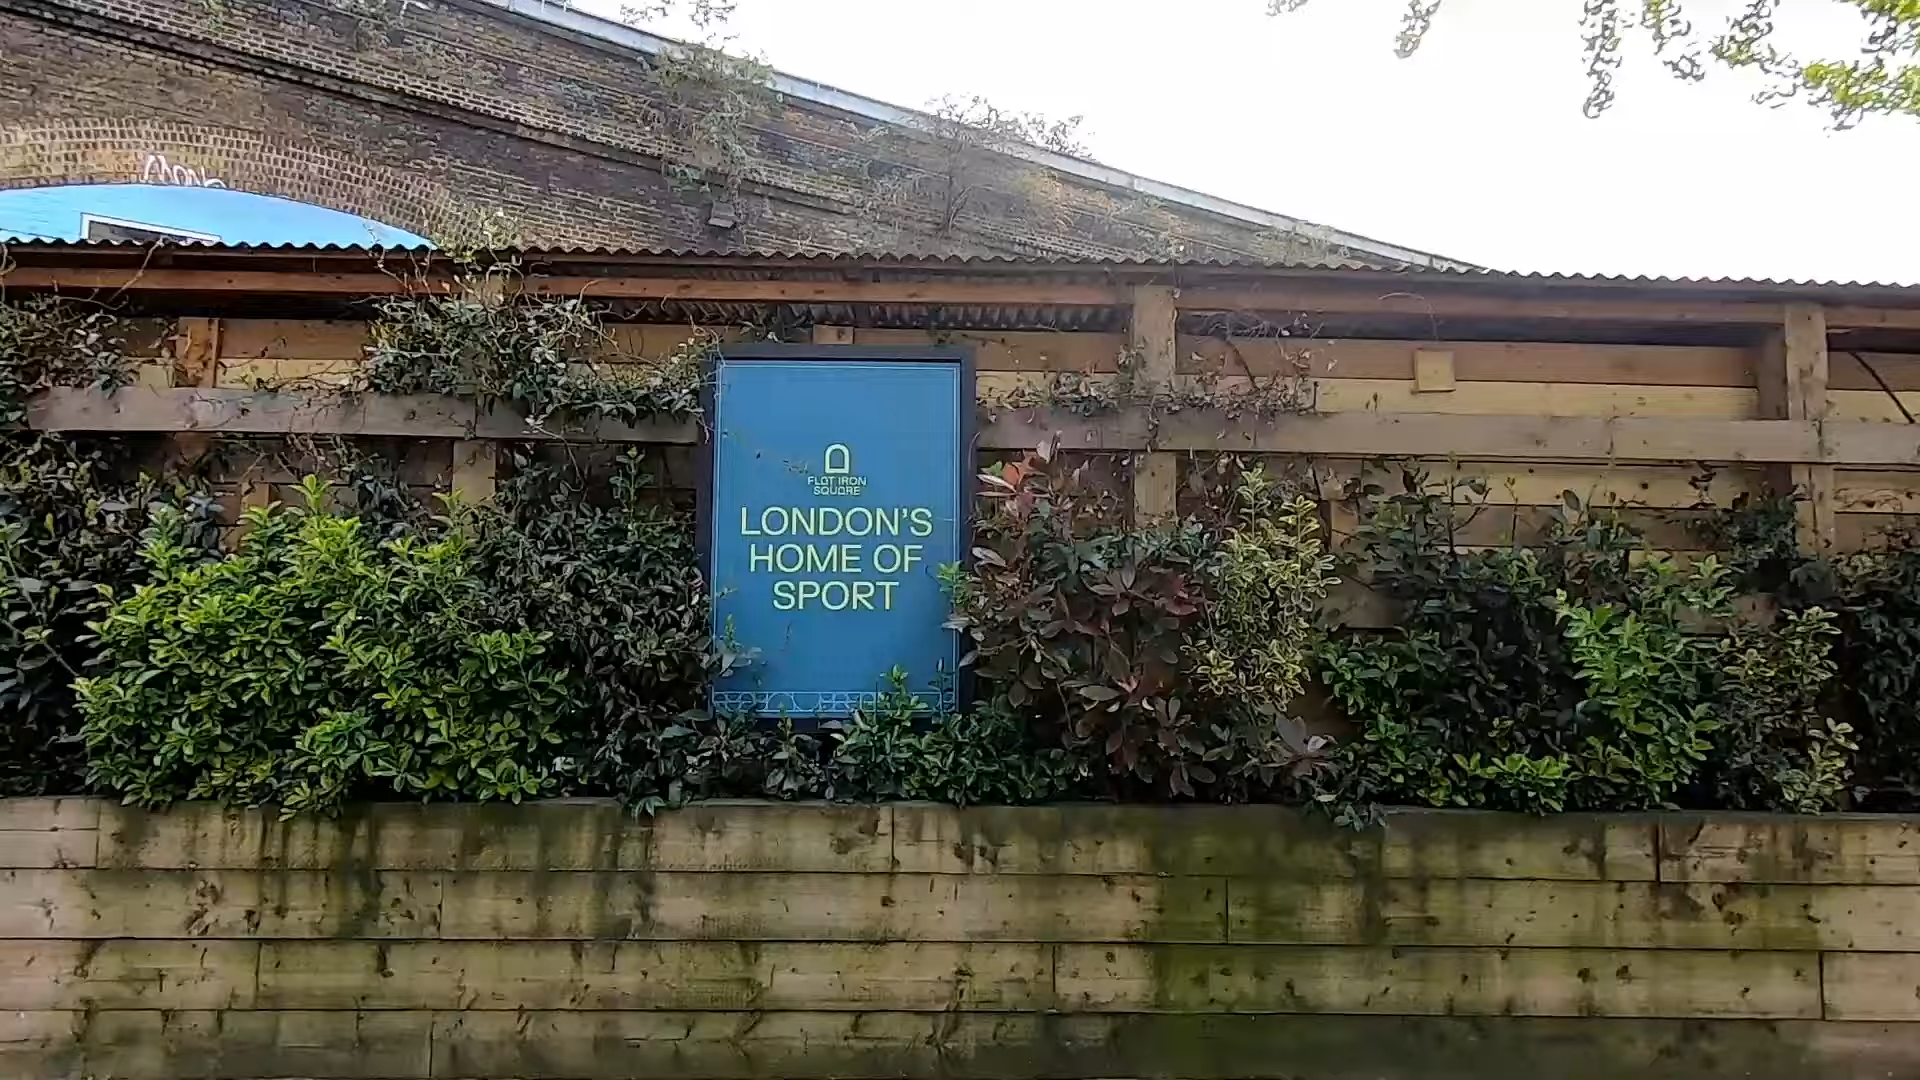 FLAT IRON
SQUARE
LONDON'S
HOME OF
SPORT